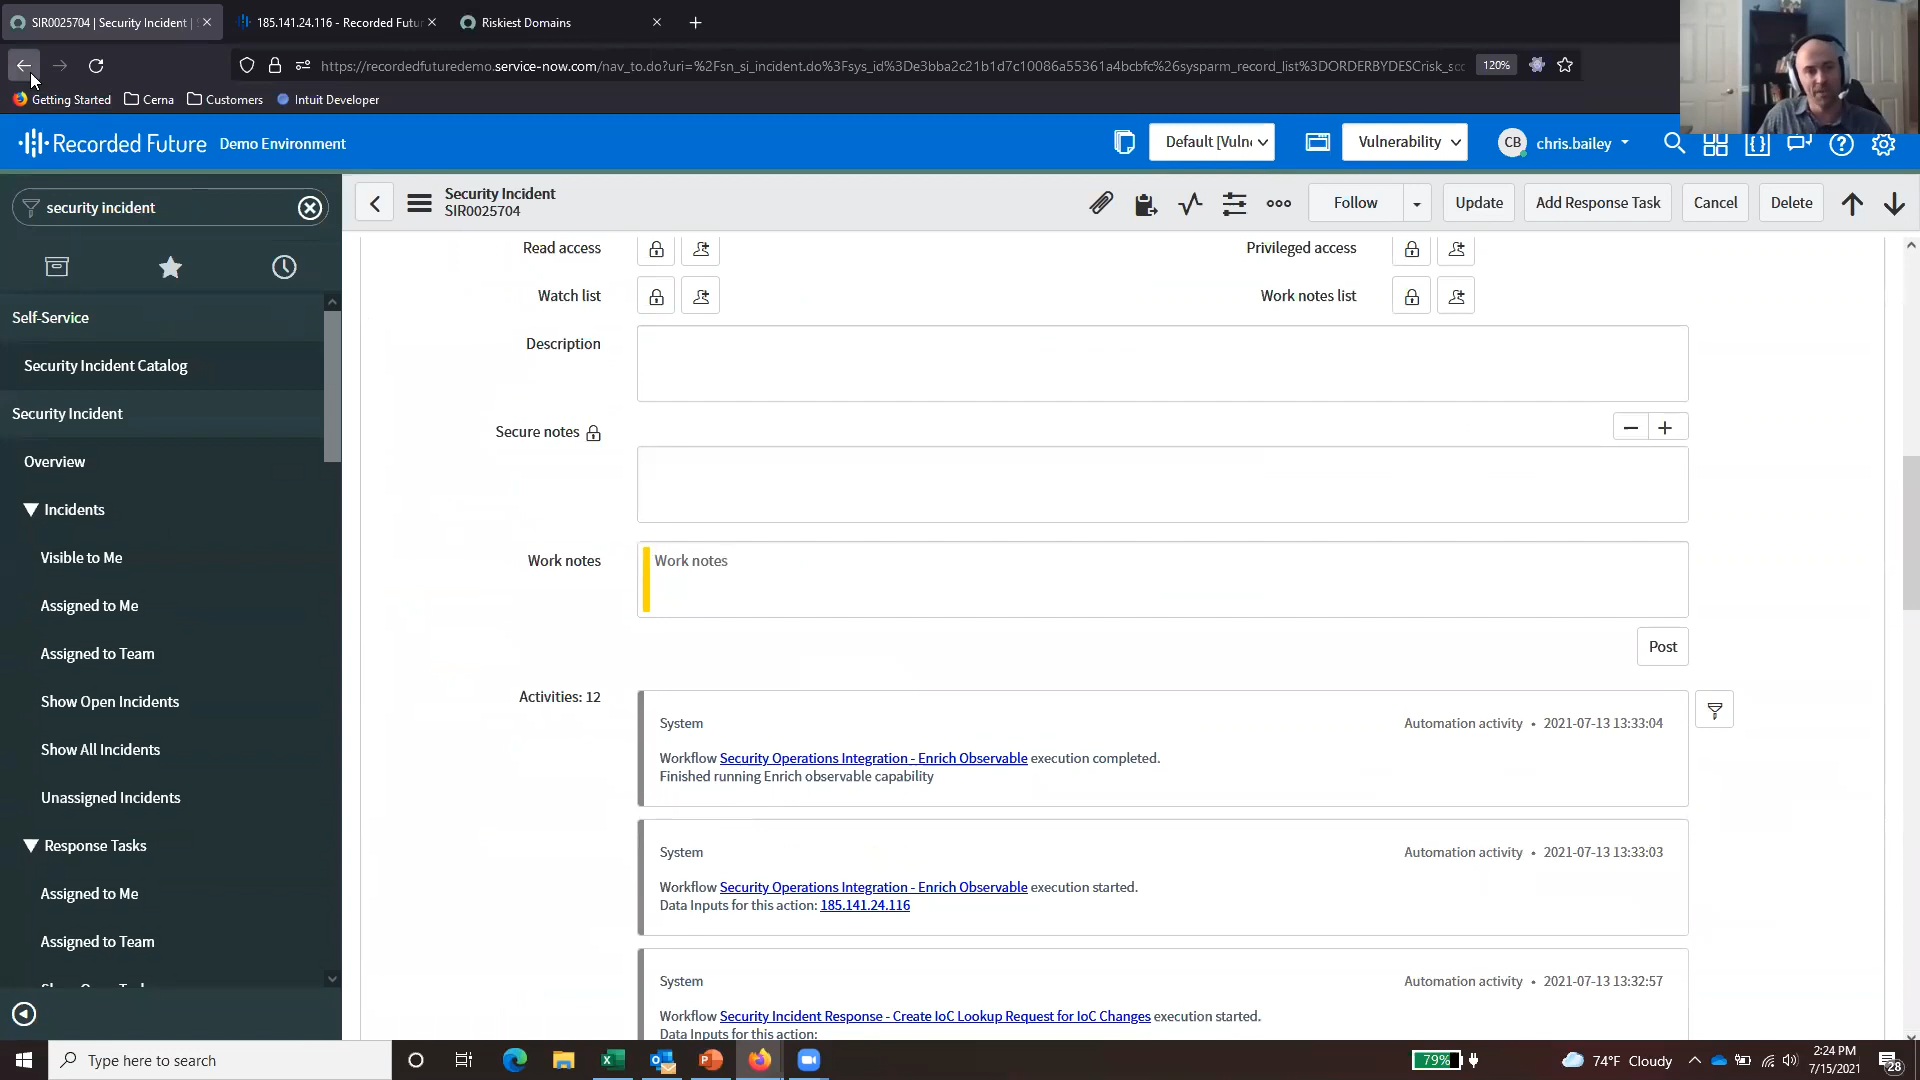 SIR0025704 | Security Incident |
185.141.24.116 - Recorded Futur
Riskiest Domains
https://recordedfuturedemo.service-now.com/nav_to.do?uri=%2Fsn_si_incident.do%3Fsys_id%3De3bba2c21b1d7c10086a55361a4bcbfc%26sysparm_record_list%3DORDERBYDESCrisk_sco
120%
Getting Started
Cerna
Customers
Intuit Developer
Recorded Future
Demo Environment
Default [Vuln
Vulnerability
CB
chris.bailey
security incident
Security Incident
SIR0025704
Follow
Update
Add Response Task
Cancel
Delete
Self-Service
Security Incident Catalog
Security Incident
Overview
Incidents
Visible to Me
Assigned to Me
Assigned to Team
Show Open Incidents
Show All Incidents
Unassigned Incidents
Response Tasks
Assigned to Me
Assigned to Team
Read access
Privileged access
Watch list
Work notes list
Description
Secure notes
Work notes
Work notes
Post
Activities: 12
System
Automation activity • 2021-07-13 13:33:04
Workflow Security Operations Integration - Enrich Observable execution completed.
Finished running Enrich observable capability
System
Automation activity • 2021-07-13 13:33:03
Workflow Security Operations Integration - Enrich Observable execution started.
Data Inputs for this action: 185.141.24.116
System
Automation activity • 2021-07-13 13:32:57
Workflow Security Incident Response - Create IoC Lookup Request for IoC Changes execution started.
Data Inputs for this action:
Type here to search
79%
74°F Cloudy
2:24 PM
7/15/2021
28